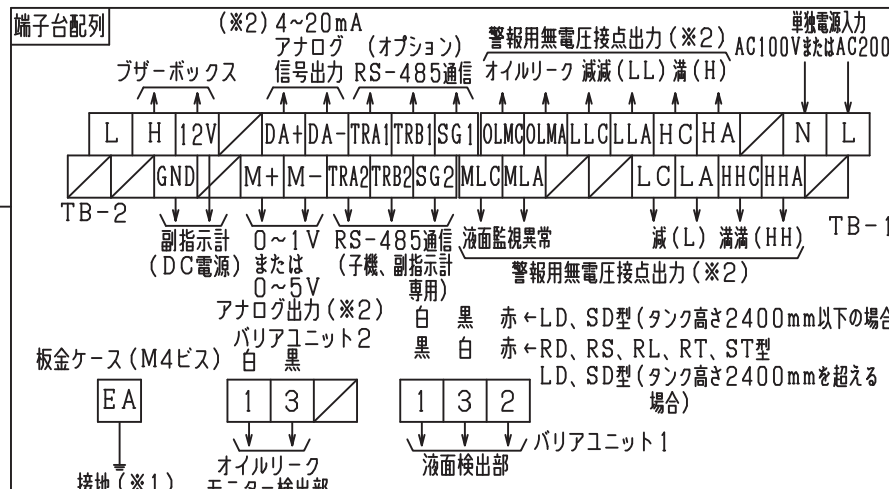 端子台配列
(※2) 4~20mA
アナログ
信号出力
(オプション)
RS-485通信
警報用無電圧接点出力(※2)
オイルリーク 減減(LL) 満(H)
単独電源入力
AC100VまたはAC200
ブザーボックス
L H 12V DA+ DA- TRA1 TRB1 SG1 OLMC OLMA LLC LLA HC HA N L
GND M+ M- TRA2 TRB2 SG2 MLC MLA LC LA HHC HHA
TB-2
TB-1
副指示計
(DC電源)
0~1V
または
0~5V
アナログ出力(※2)
RS-485通信
(子機、副指示計
専用)
液面監視異常 減(L) 満満(HH)
警報用無電圧接点出力(※2)
白 黒 赤←LD、SD型(タンク高さ2400mm以下の場合
黒 白 赤←RD、RS、RL、RT、ST型
LD、SD型(タンク高さ2400mmを超える
場合)
板金ケース(M4ビス)
バリアユニット2
白 黒
EA
1 3
1 3 2
バリアユニット1
接地(※1)
オイルリーク
モニター検出部
液面検出部